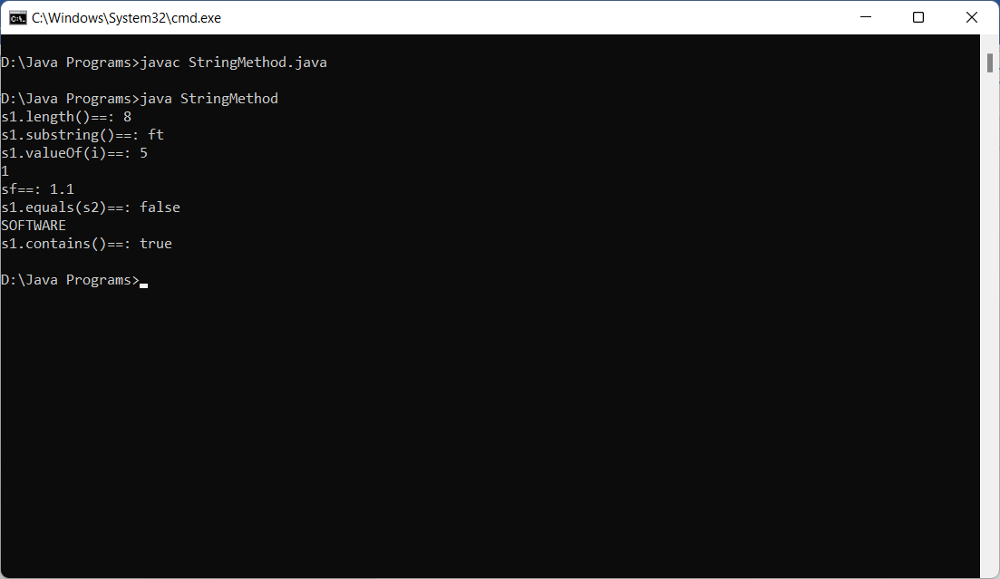 C:\Windows\System32\cmd.exe
D:\Java Programs>javac StringMethod.java
D:\Java Programs>java StringMethod
s1.length()==: 8
s1.substring()==: ft
s1.valueOf(i)==: 5
1
sf==: 1.1
s1.equals(s2)==: false
SOFTWARE
s1.contains()==: true
D:\Java Programs>